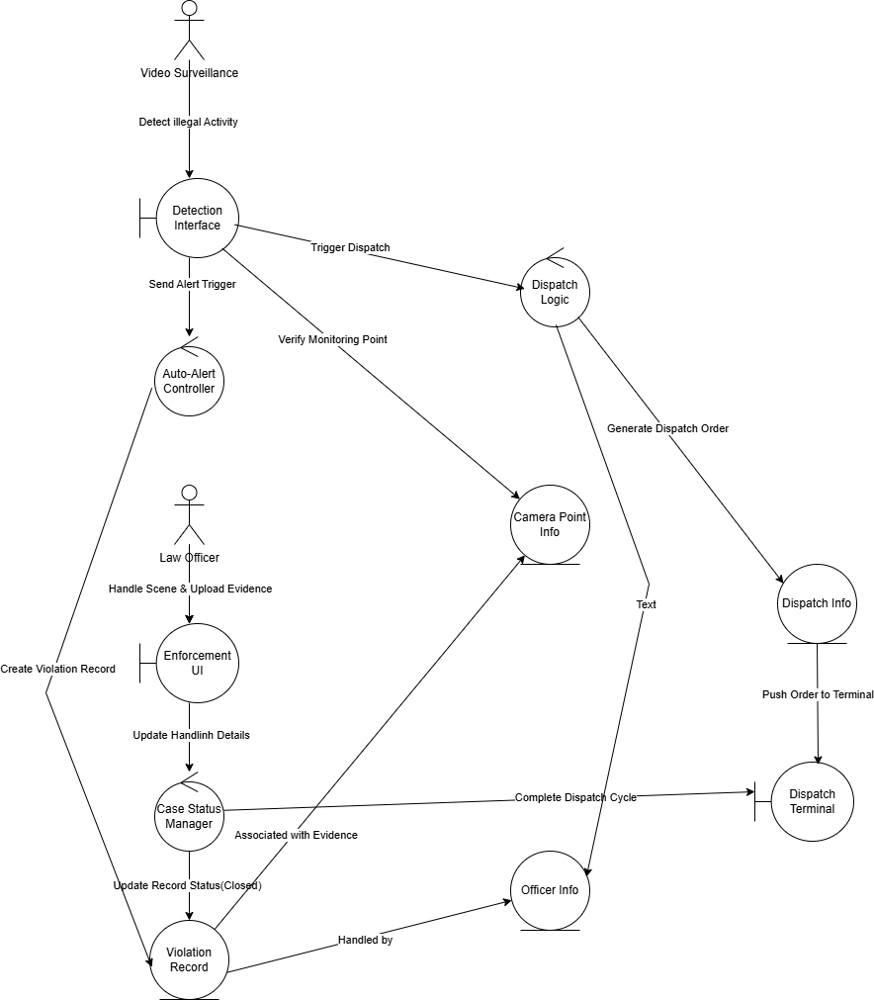 Video Surveillance
Detect illegal Activity
Detection
Interface
Trigger Dispatch
Send Alert Trigger
Dispatch
Logic
Verify Monitoring Point
Auto-Alert
Controller
Generate Dispatch Order
Camera Point
Info
Law Officer
Handle Scene & Upload Evidence
Dispatch Info
Text
Enforcement
UI
Create Violation Record
Push Order to Terminal
Update Handlinh Details
Case Status
Manager
Complete Dispatch Cycle
Dispatch
Terminal
Associated with Evidence
Update Record Status(Closed)
Officer Info
Handled by
Violation
Record